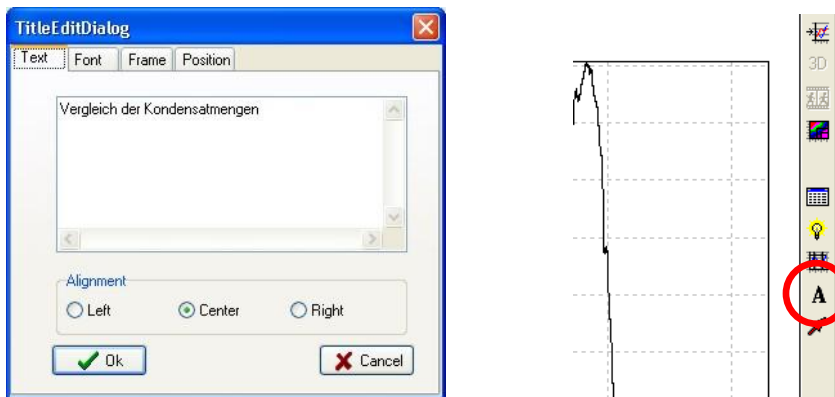 TitleEditDialog
Text Font Frame Position
Vergleich der Kondensatmengen
Alignment
Left Center Right
Ok Cancel
3D
A